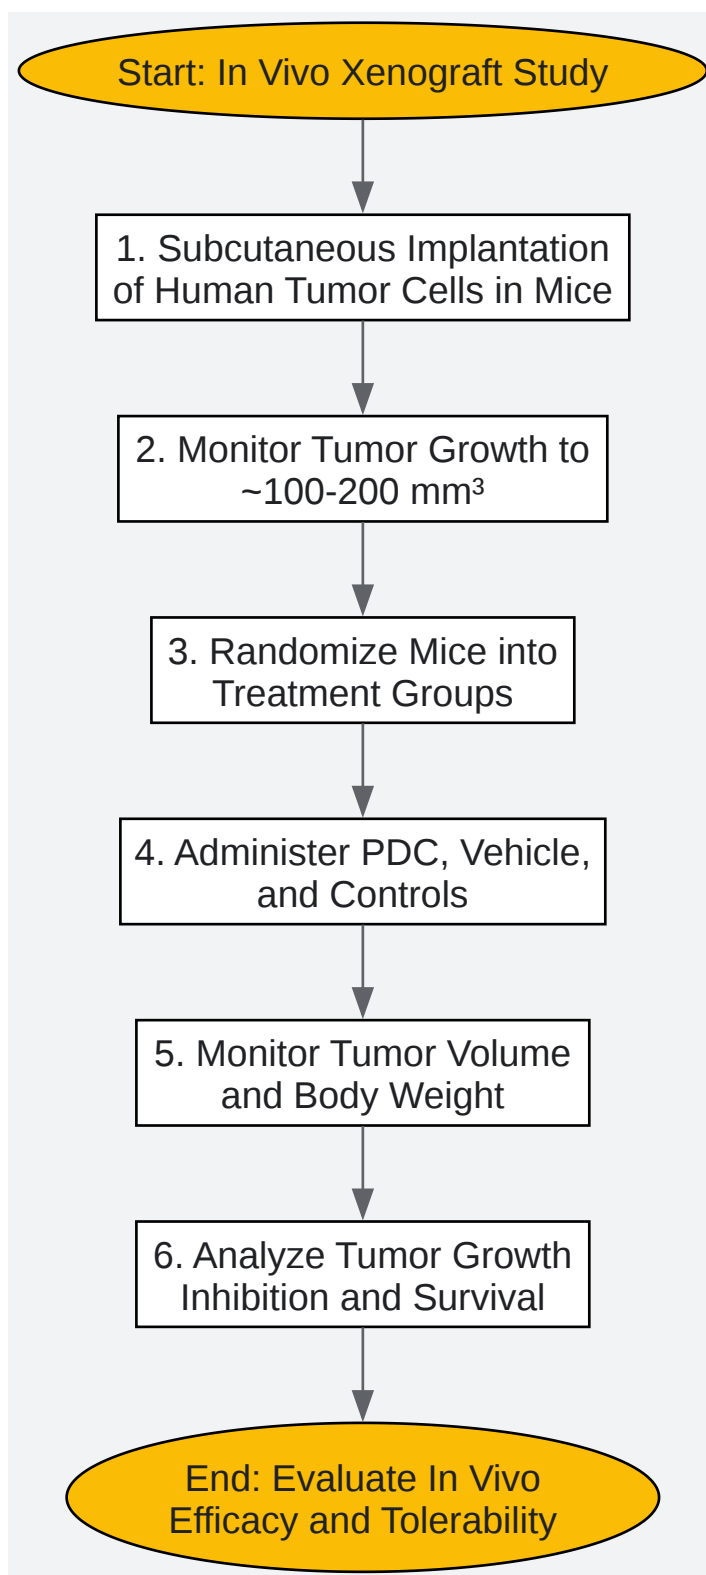 Start: In Vivo Xenograft Study
1. Subcutaneous Implantation
of Human Tumor Cells in Mice
2. Monitor Tumor Growth to
~100-200 mm³
3. Randomize Mice into
Treatment Groups
4. Administer PDC, Vehicle,
and Controls
5. Monitor Tumor Volume
and Body Weight
6. Analyze Tumor Growth
Inhibition and Survival
End: Evaluate In Vivo
Efficacy and Tolerability